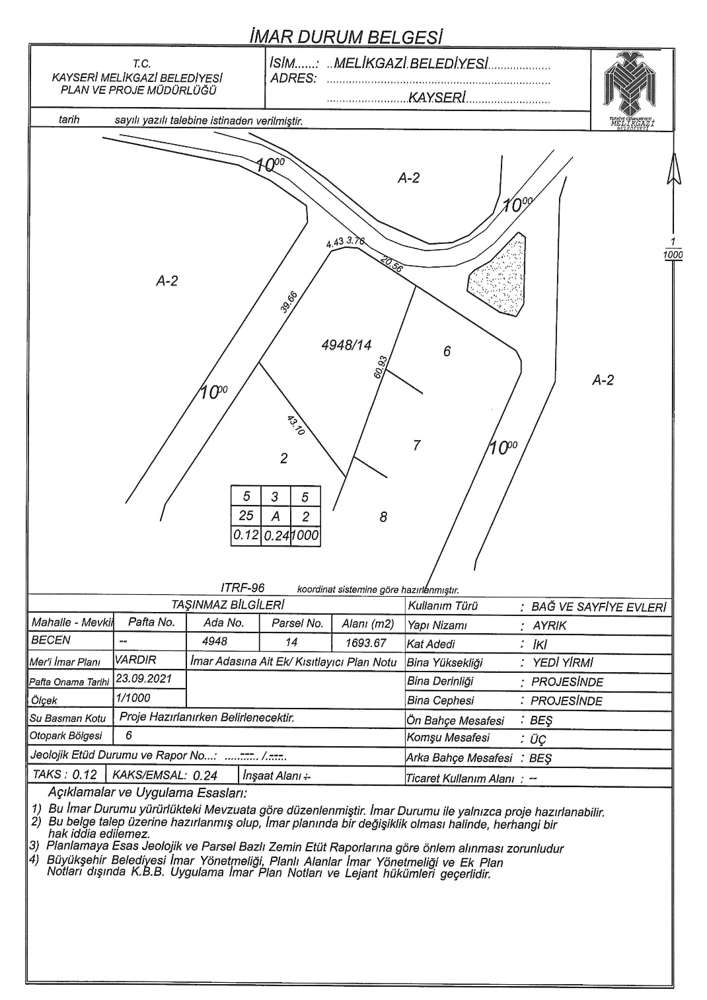 İMAR DURUM BELGESİ
T.C.
KAYSERİ MELİKGAZİ BELEDİYESİ
PLAN VE PROJE MÜDÜRLÜĞÜ
İSİM......: ..MELİKGAZİ BELEDİYESİ....................
ADRES: ......................................................................
.........................KAYSERİ..........................
TÜRKİYE CUMHURİYETİ
MELİKGAZİ
BELEDİYESİ
tarih sayılı yazılı talebine istinaden verilmiştir.
10⁰⁰
A-2
10⁰⁰
1
1000
4.43 3.76
20.56
A-2
39.66
4948/14
6
60.93
A-2
10⁰⁰
43.10
7
10⁰⁰
2
5 3 5
25 A 2
0.12 0.24 1000
8
ITRF-96 koordinat sistemine göre hazırlanmıştır.
TAŞINMAZ BİLGİLERİ
Mahalle - Mevkii Pafta No. Ada No. Parsel No. Alanı (m2)
BECEN -- 4948 14 1693.67
Mer'i İmar Planı VARDIR İmar Adasına Ait Ek/ Kısıtlayıcı Plan Notu
Pafta Onama Tarihi 23.09.2021
Ölçek 1/1000
Su Basman Kotu Proje Hazırlanırken Belirlenecektir.
Otopark Bölgesi 6
Jeolojik Etüd Durumu ve Rapor No...: .....---.. /.---.
TAKS : 0.12 KAKS/EMSAL: 0.24 İnşaat Alanı :-
Kullanım Türü : BAĞ VE SAYFİYE EVLERİ
Yapı Nizamı : AYRIK
Kat Adedi : İKİ
Bina Yüksekliği : YEDİ YİRMİ
Bina Derinliği : PROJESİNDE
Bina Cephesi : PROJESİNDE
Ön Bahçe Mesafesi : BEŞ
Komşu Mesafesi : ÜÇ
Arka Bahçe Mesafesi : BEŞ
Ticaret Kullanım Alanı : --
Açıklamalar ve Uygulama Esasları:
1) Bu İmar Durumu yürürlükteki Mevzuata göre düzenlenmiştir. İmar Durumu ile yalnızca proje hazırlanabilir.
2) Bu belge talep üzerine hazırlanmış olup, İmar planında bir değişiklik olması halinde, herhangi bir
hak iddia edilemez.
3) Planlamaya Esas Jeolojik ve Parsel Bazlı Zemin Etüt Raporlarına göre önlem alınması zorunludur
4) Büyükşehir Belediyesi İmar Yönetmeliği, Planlı Alanlar İmar Yönetmeliği ve Ek Plan
Notları dışında K.B.B. Uygulama İmar Plan Notları ve Lejant hükümleri geçerlidir.